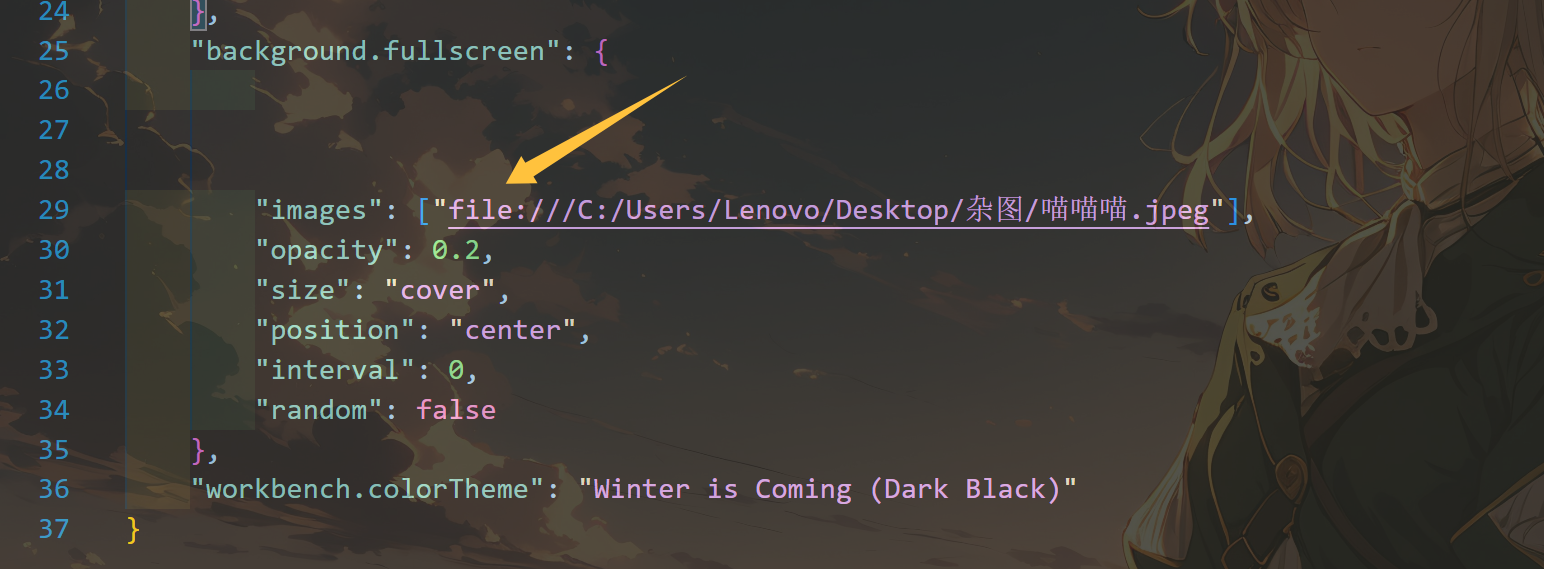 24 },
25 "background.fullscreen": {
26
27
28
29 "images": ["file:///C:/Users/Lenovo/Desktop/杂图/喵喵喵.jpeg"],
30 "opacity": 0.2,
31 "size": "cover",
32 "position": "center",
33 "interval": 0,
34 "random": false
35 },
36 "workbench.colorTheme": "Winter is Coming (Dark Black)"
37 }